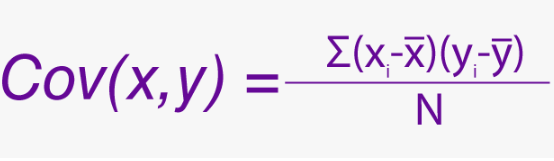 Cov(x,y) = Σ(xᵢ-x̅)(yᵢ-y̅)
N